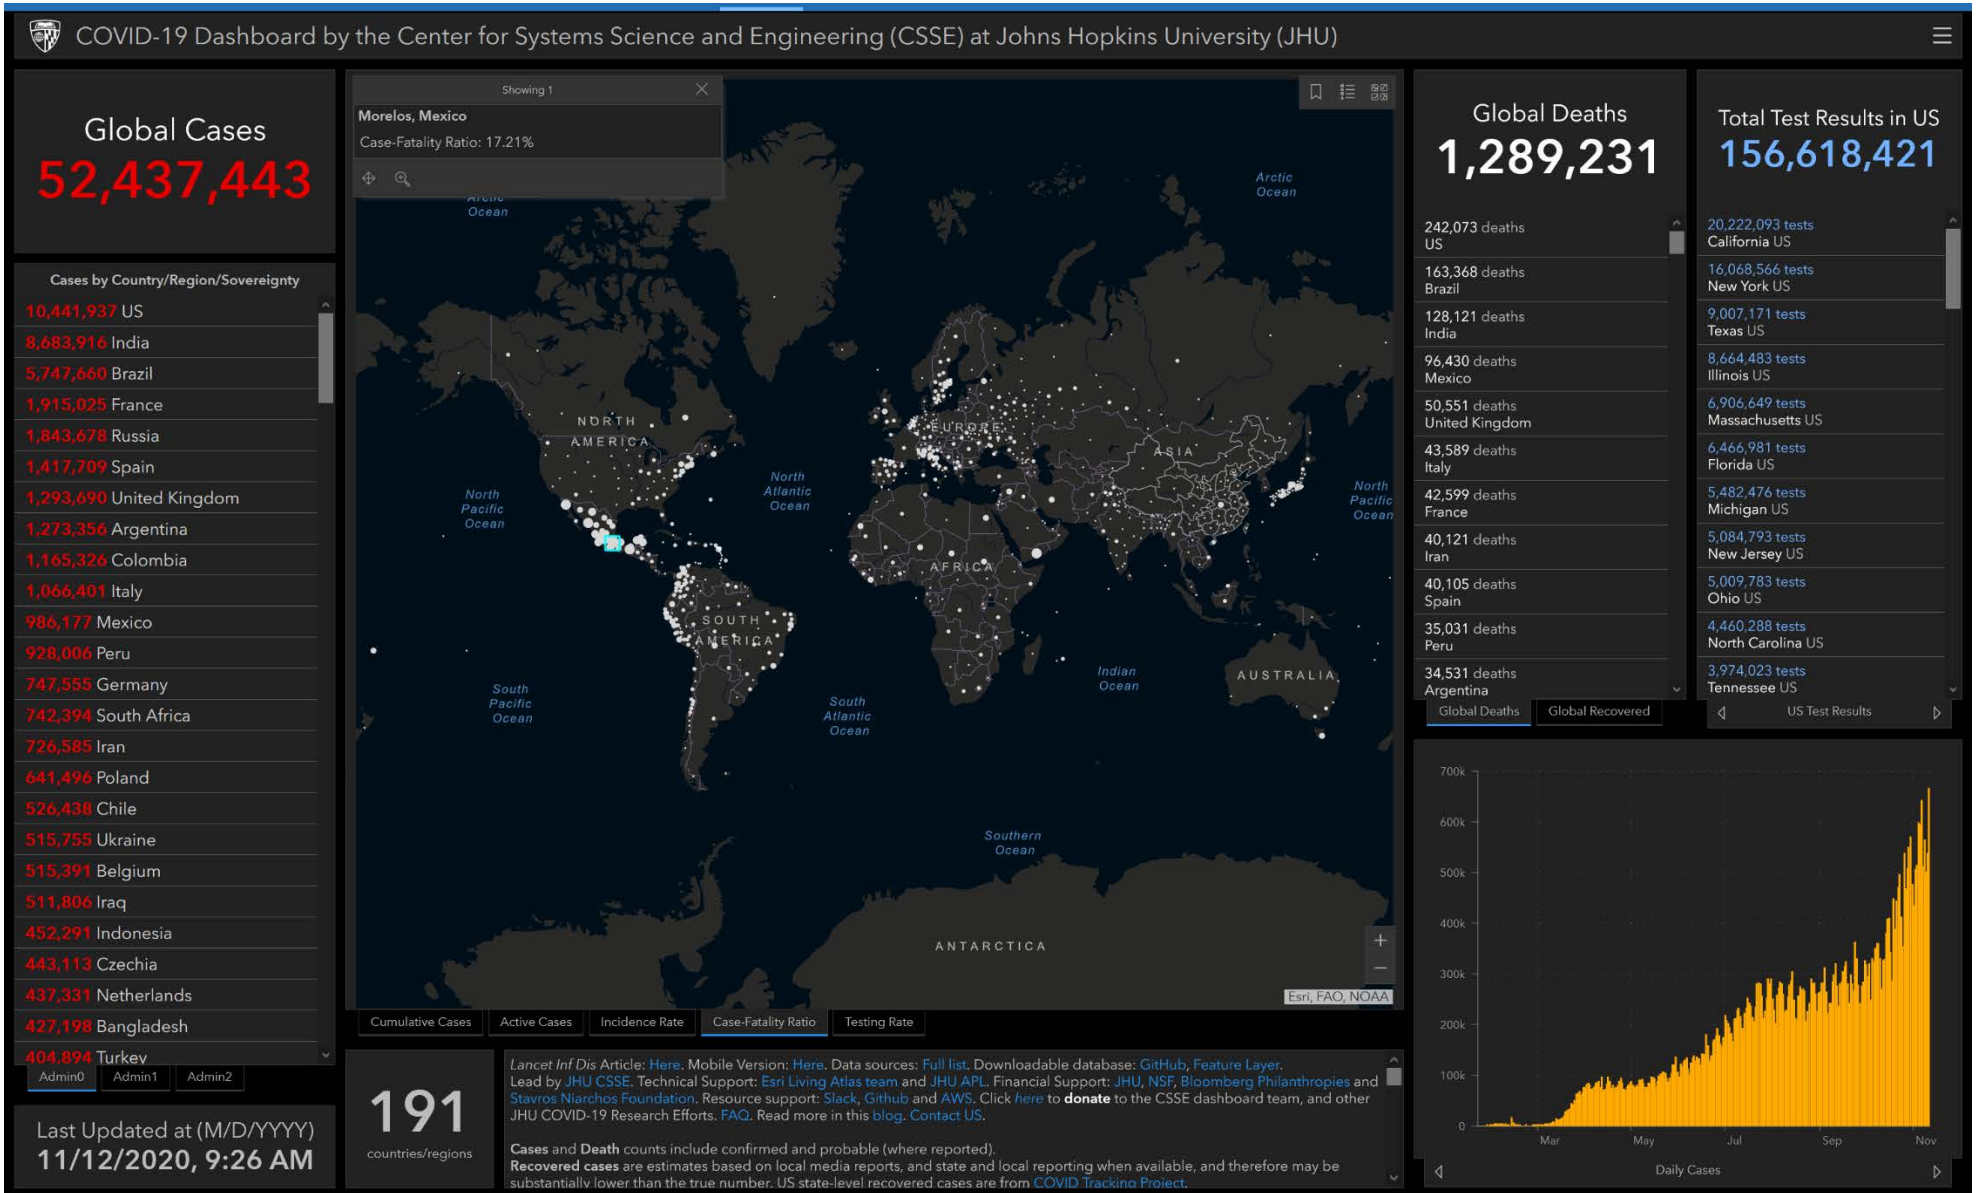 COVID-19 Dashboard by the Center for Systems Science and Engineering (CSSE) at Johns Hopkins University (JHU)
Global Cases
52,437,443
Cases by Country/Region/Sovereignty
10,441,937 US
8,683,916 India
5,747,660 Brazil
1,915,025 France
1,843,678 Russia
1,417,709 Spain
1,293,690 United Kingdom
1,273,356 Argentina
1,165,326 Colombia
1,066,401 Italy
986,177 Mexico
928,006 Peru
747,555 Germany
742,394 South Africa
726,585 Iran
641,496 Poland
526,438 Chile
515,755 Ukraine
515,391 Belgium
511,806 Iraq
452,291 Indonesia
443,113 Czechia
437,331 Netherlands
427,198 Bangladesh
404,894 Turkey
Admin0
Admin1
Admin2
Last Updated at (M/D/YYYY)
11/12/2020, 9:26 AM
Showing 1
Morelos, Mexico
Case-Fatality Ratio: 17.21%
Arctic
Ocean
Arctic
Ocean
NORTH
AMERICA
EUROPE
ASIA
North
Pacific
Ocean
North
Atlantic
Ocean
North
Pacific
Ocean
AFRICA
SOUTH
AMERICA
Indian
Ocean
AUSTRALIA
South
Pacific
Ocean
South
Atlantic
Ocean
Southern
Ocean
ANTARCTICA
+
−
Esri, FAO, NOAA
Cumulative Cases
Active Cases
Incidence Rate
Case-Fatality Ratio
Testing Rate
191
countries/regions
Lancet Inf Dis Article: Here. Mobile Version: Here. Data sources: Full list. Downloadable database: GitHub, Feature Layer.
Lead by JHU CSSE. Technical Support: Esri Living Atlas team and JHU APL. Financial Support: JHU, NSF, Bloomberg Philanthropies and
Stavros Niarchos Foundation. Resource support: Slack, Github and AWS. Click here to donate to the CSSE dashboard team, and other
JHU COVID-19 Research Efforts. FAQ. Read more in this blog. Contact US.
Cases and Death counts include confirmed and probable (where reported).
Recovered cases are estimates based on local media reports, and state and local reporting when available, and therefore may be
substantially lower than the true number. US state-level recovered cases are from COVID Tracking Project.
Global Deaths
1,289,231
242,073 deaths
US
163,368 deaths
Brazil
128,121 deaths
India
96,430 deaths
Mexico
50,551 deaths
United Kingdom
43,589 deaths
Italy
42,599 deaths
France
40,121 deaths
Iran
40,105 deaths
Spain
35,031 deaths
Peru
34,531 deaths
Argentina
Global Deaths
Global Recovered
Total Test Results in US
156,618,421
20,222,093 tests
California US
16,068,566 tests
New York US
9,007,171 tests
Texas US
8,664,483 tests
Illinois US
6,906,649 tests
Massachusetts US
6,466,981 tests
Florida US
5,482,476 tests
Michigan US
5,084,793 tests
New Jersey US
5,009,783 tests
Ohio US
4,460,288 tests
North Carolina US
3,974,023 tests
Tennessee US
US Test Results
700k
600k
500k
400k
300k
200k
100k
0
Mar
May
Jul
Sep
Nov
Daily Cases